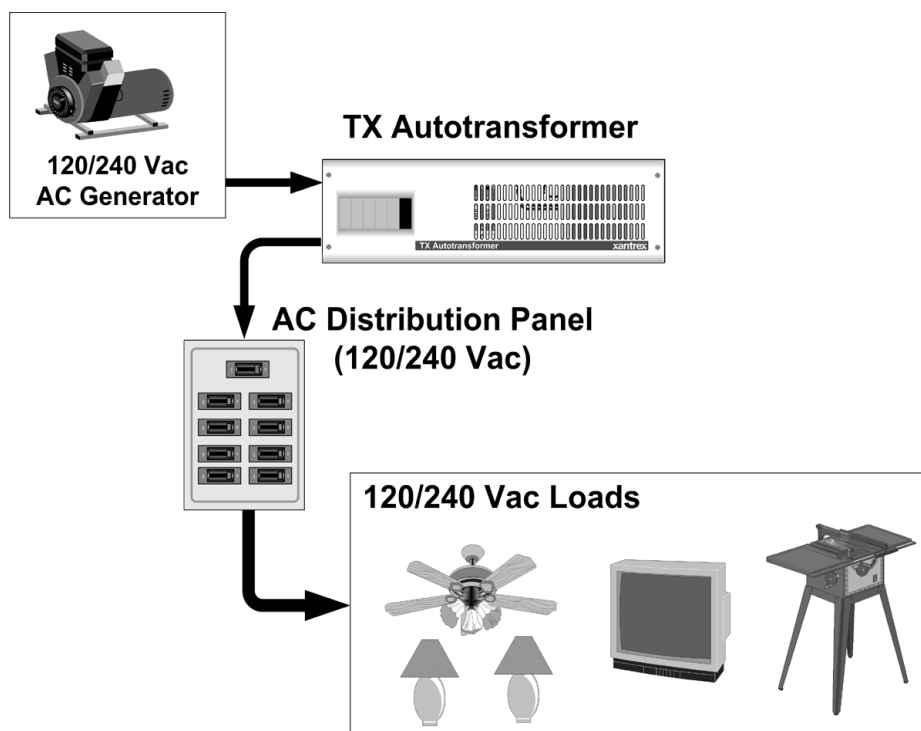 120/240 Vac
AC Generator
TX Autotransformer
TX Autotransformer xantrex
AC Distribution Panel
(120/240 Vac)
120/240 Vac Loads